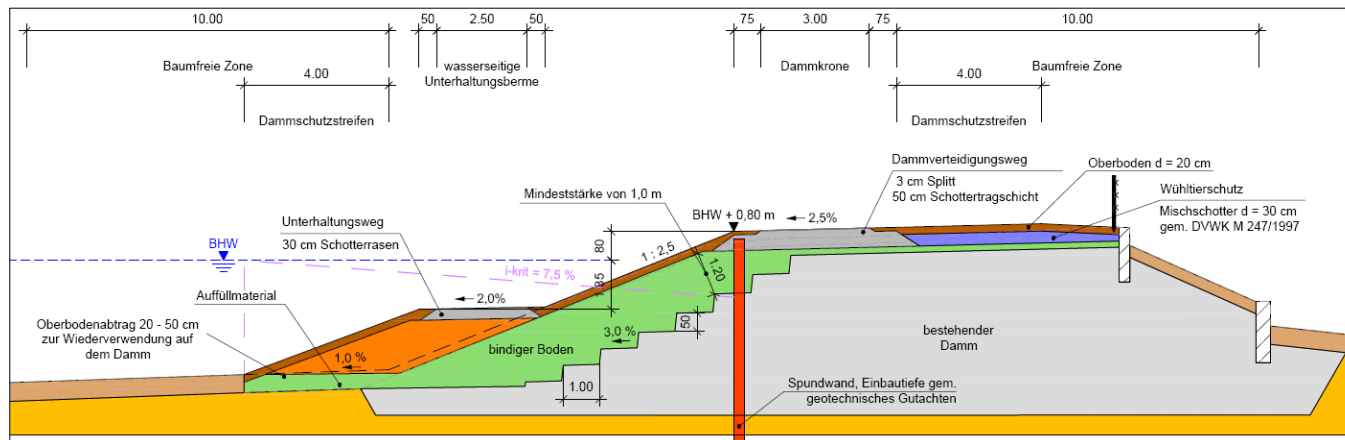 10.00
50
2.50
50
75
3.00
75
10.00
Baumfreie Zone
wasserseitige
Unterhaltungsberme
Dammkrone
Baumfreie Zone
4.00
4.00
Dammschutzstreifen
Dammschutzstreifen
Dammverteidigungsweg
3 cm Splitt
50 cm Schottertragschicht
Oberboden d = 20 cm
Wühltierschutz
Mischschotter d = 30 cm
gem. DVWK M 247/1997
Mindeststärke von 1,0 m
BHW + 0,80 m
2,5%
Unterhaltungsweg
30 cm Schotterrasen
BHW
80
1 : 2,5
1.20
i-krit = 7,5 %
1.35
2,0%
Auffüllmaterial
Oberbodenabtrag 20 - 50 cm
zur Wiederverwendung auf
dem Damm
1,0 %
bindiger Boden
3,0 %
50
1.00
bestehender
Damm
Spundwand, Einbautiefe gem.
geotechnisches Gutachten